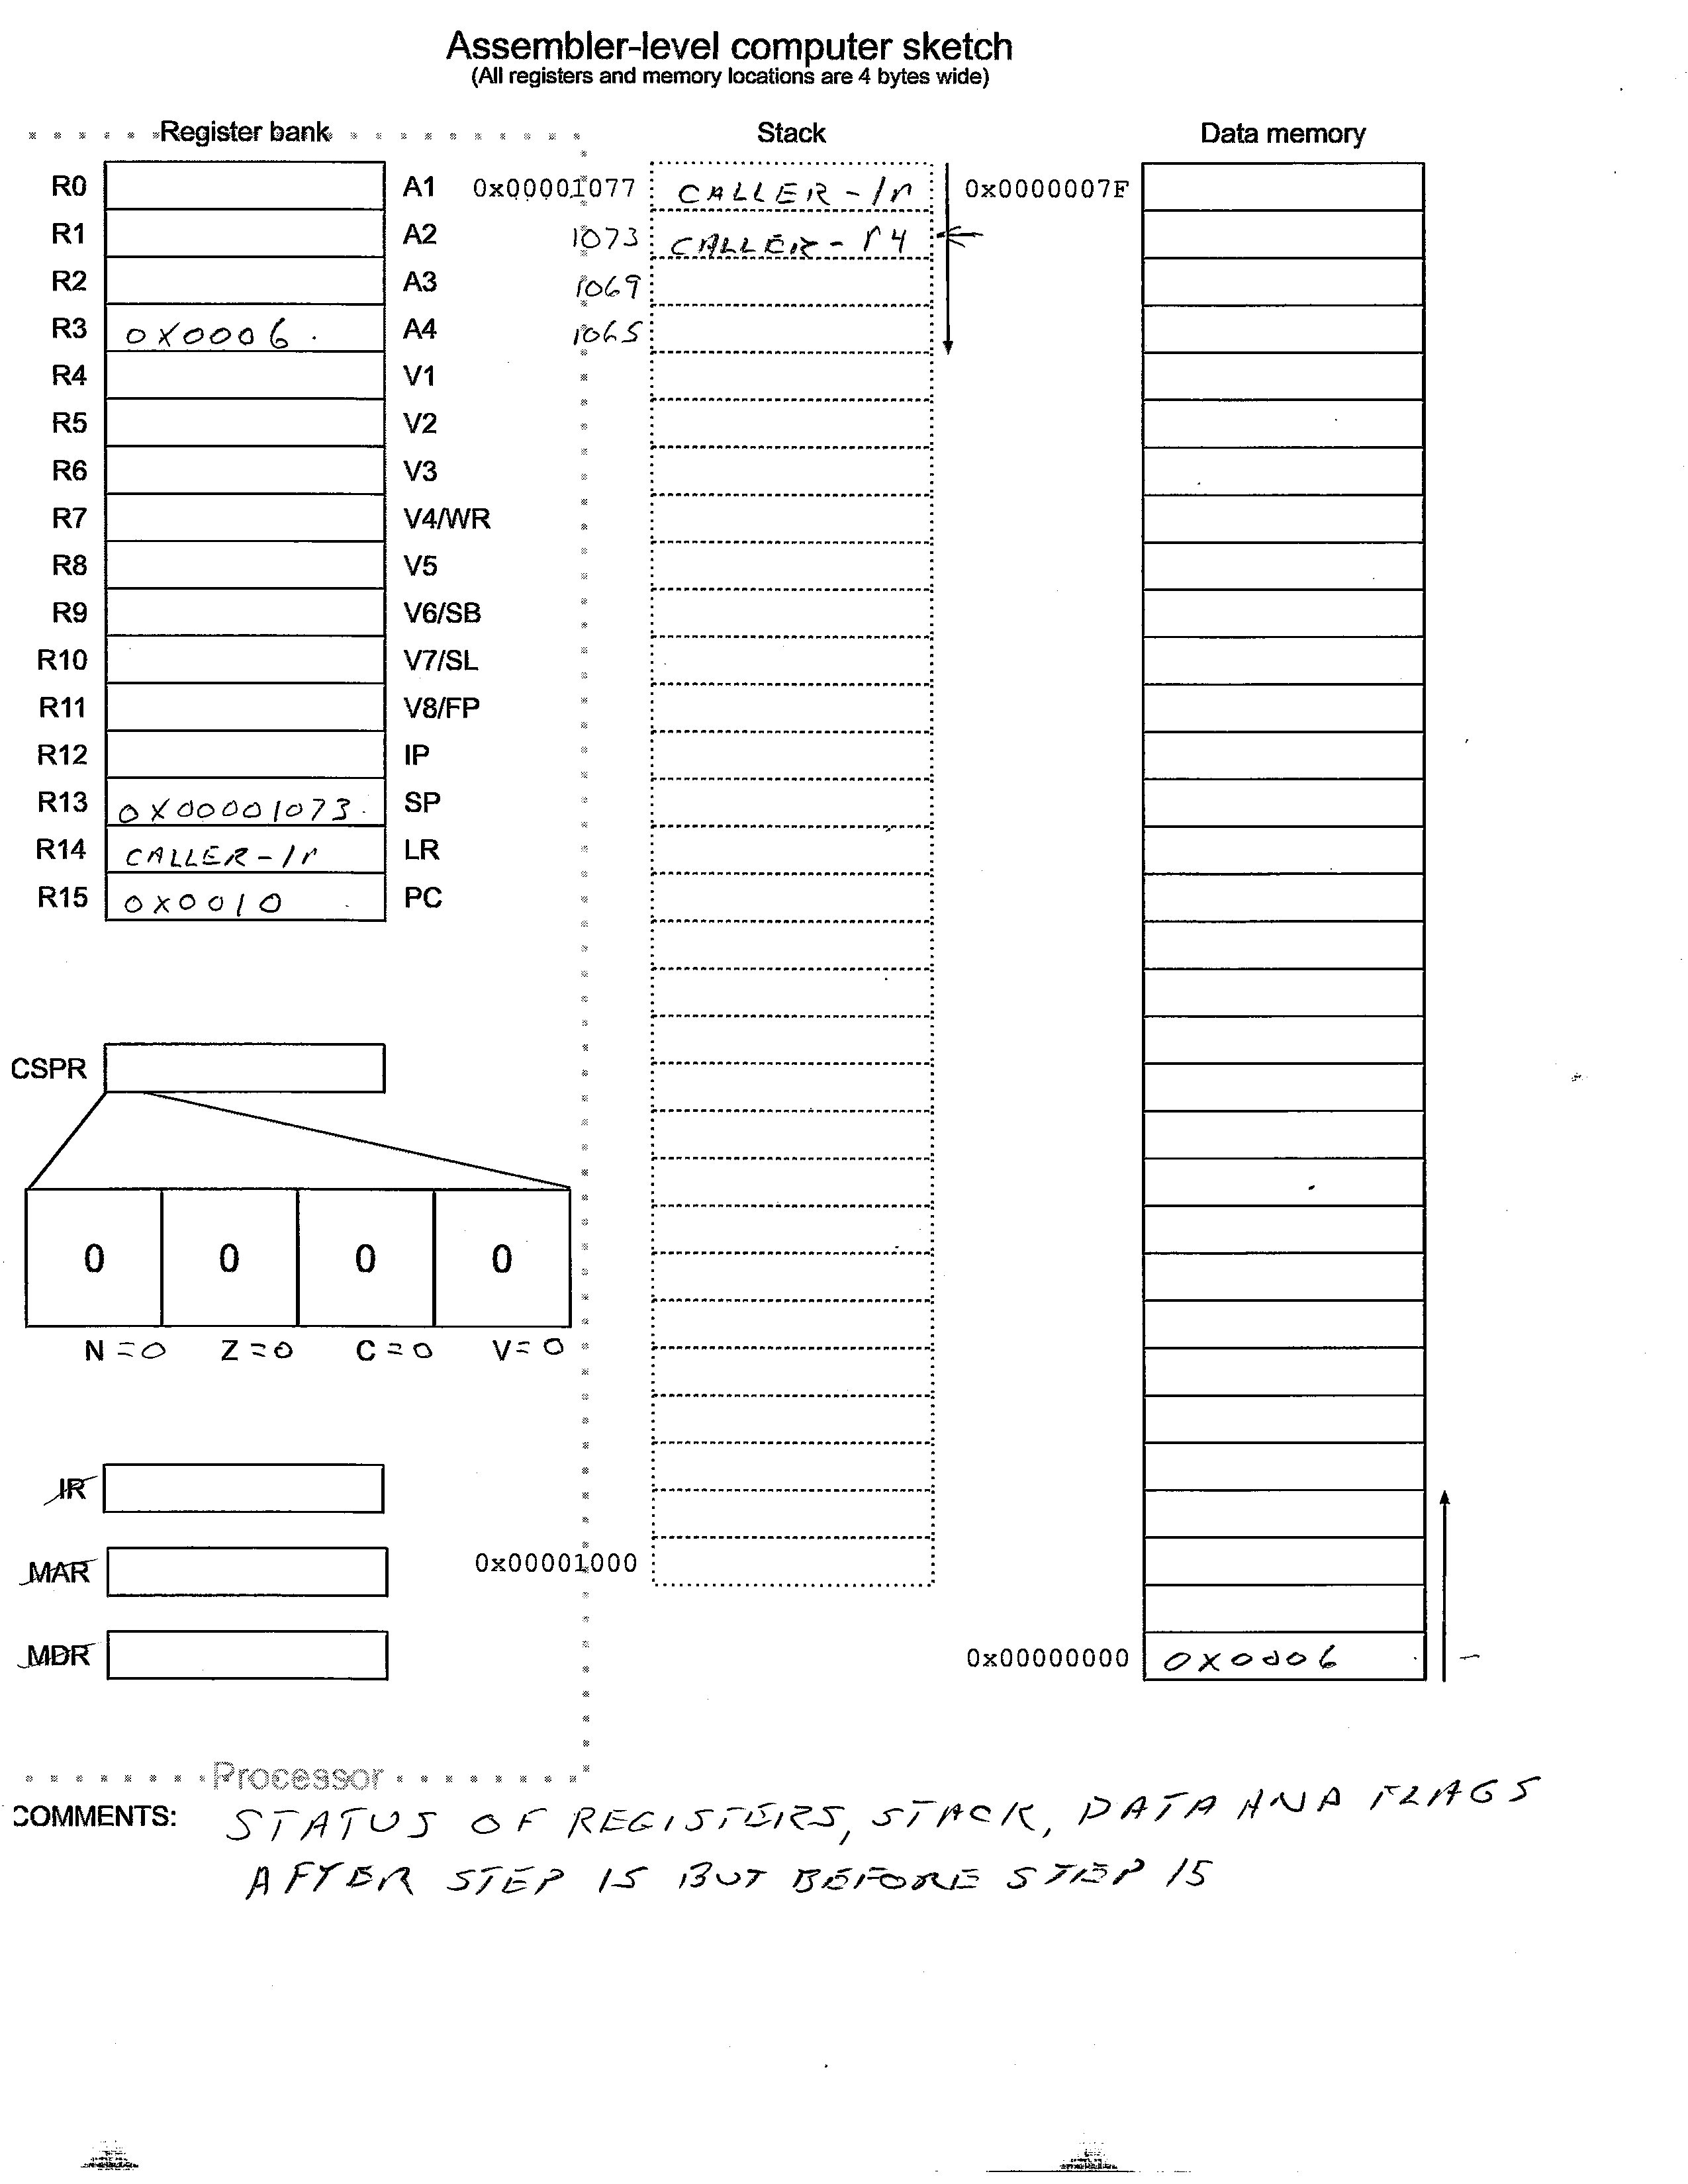 Assembler-level computer sketch
(All registers and memory locations are 4 bytes wide)
Register bank
Stack
Data memory
R0 A1 0x00001077 CALLER-lr 0x0000007F
R1 A2 1073 CALLER-r4
R2 A3 1069
R3 0X0006 A4 1065
R4 V1
R5 V2
R6 V3
R7 V4/WR
R8 V5
R9 V6/SB
R10 V7/SL
R11 V8/FP
R12 IP
R13 0X00001073 SP
R14 CALLER-lr LR
R15 0X0010 PC
CSPR
0 0 0 0
N=0 Z=0 C=0 V=0
IR
MAR 0x00001000
MDR 0x00000000 0X0006
Processor
COMMENTS: STATUS OF REGISTERS, STACK, DATA AND FLAGS
AFTER STEP 15 BUT BEFORE STEP 15